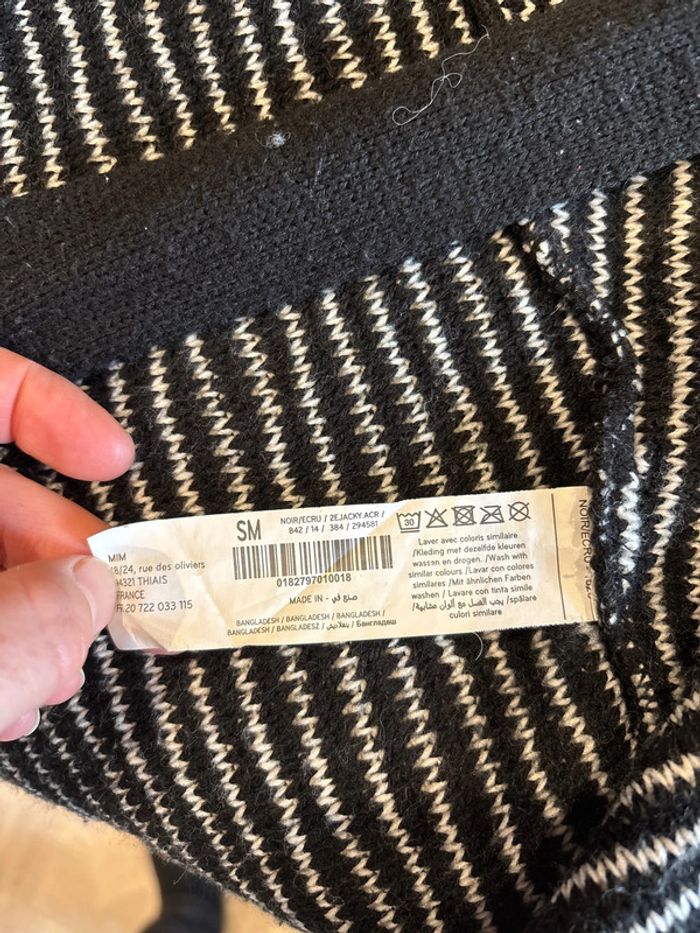 MIM
8/24, rue des oliviers
94321 THIAIS
FRANCE
FR 20 722 033 115
SM
NOIR/ECRU / 2EJACKY.ACR /
842 / 14 / 384 / 294581
0182797010018
MADE IN - صنع في
BANGLADESH / BANGLADESH / BANGLADESH /
BANGLADESH / BANGLADESZ / بنغلاديش / Бангладеш
30
Laver avec coloris similaire
/Kleding met dezelfde kleuren
wassen en drogen. /Wash with
similar colours /Lavar con colores
similares /Mit ähnlichen Farben
washen / Lavare con tinta simile
/يجب الغسل مع ألوان مشابهة /spălare
culori similare
NOIR/ECRU